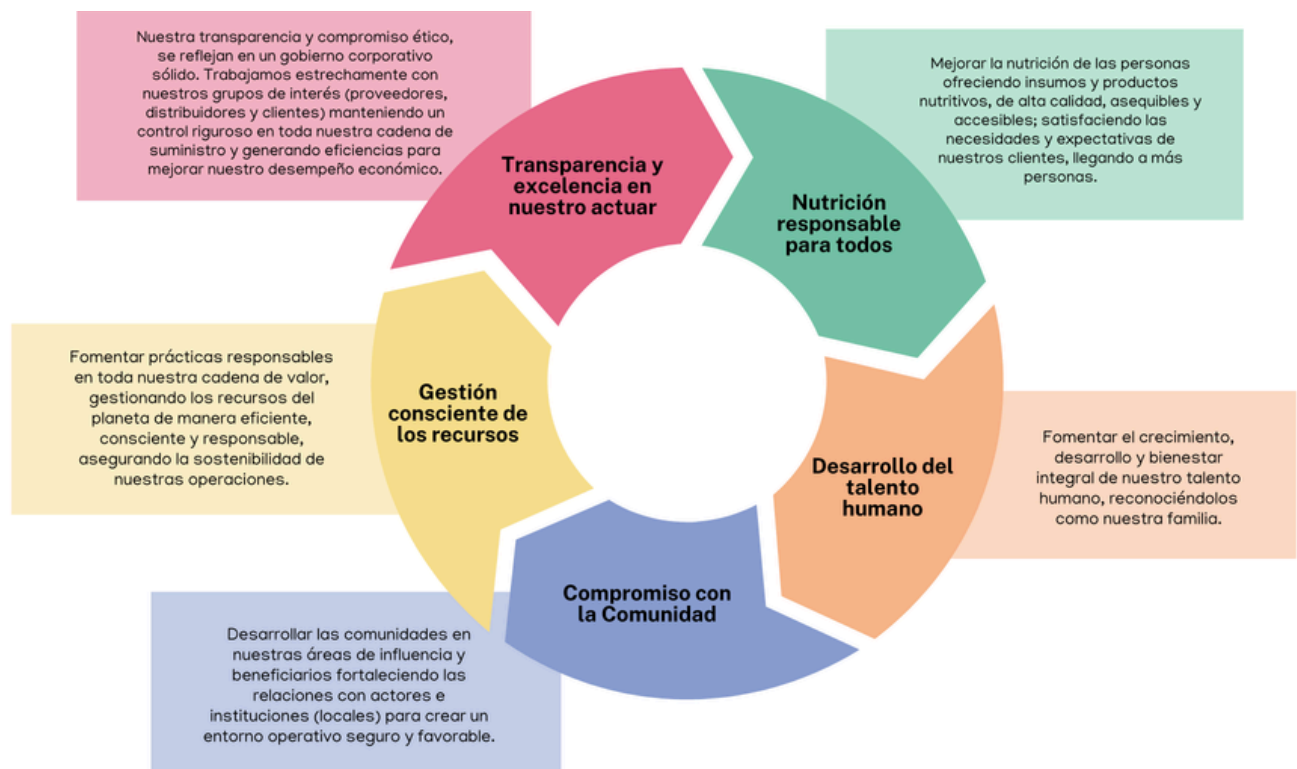 Nuestra transparencia y compromiso ético,
se reflejan en un gobierno corporativo
sólido. Trabajamos estrechamente con
nuestros grupos de interés (proveedores,
distribuidores y clientes) manteniendo un
control riguroso en toda nuestra cadena de
suministro y generando eficiencias para
mejorar nuestro desempeño económico.
Transparencia y
excelencia en
nuestro actuar
Mejorar la nutrición de las personas
ofreciendo insumos y productos
nutritivos, de alta calidad, asequibles y
accesibles; satisfaciendo las
necesidades y expectativas de
nuestros clientes, llegando a más
personas.
Nutrición
responsable
para todos
Fomentar prácticas responsables
en toda nuestra cadena de valor,
gestionando los recursos del
planeta de manera eficiente,
consciente y responsable,
asegurando la sostenibilidad de
nuestras operaciones.
Gestión
consciente de
los recursos
Desarrollo del
talento
humano
Fomentar el crecimiento,
desarrollo y bienestar
integral de nuestro talento
humano, reconociéndolos
como nuestra familia.
Compromiso con
la Comunidad
Desarrollar las comunidades en
nuestras áreas de influencia y
beneficiarios fortaleciendo las
relaciones con actores e
instituciones (locales) para crear un
entorno operativo seguro y favorable.